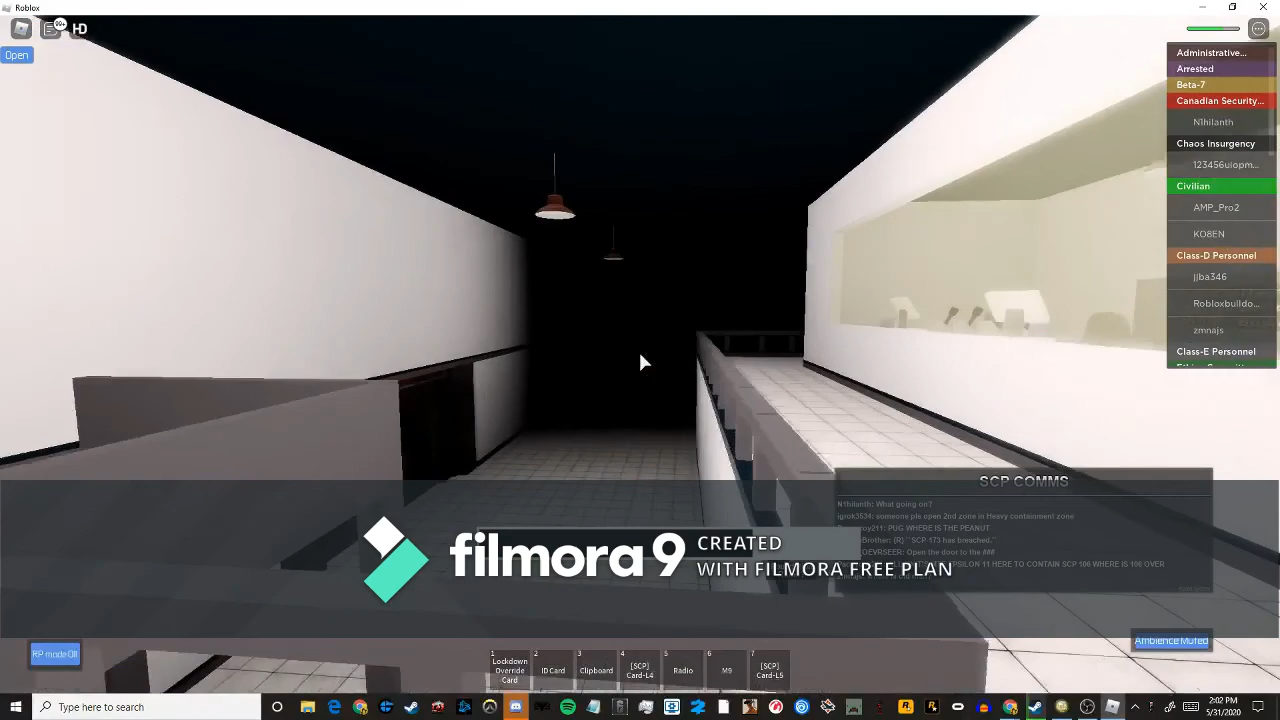 Roblox
99+
HD
Open
Administrative...
Arrested
Beta-7
Canadian Security...
N1hilanth
Chaos Insurgency
123456uiopm...
Civilian
AMP_Pro2
KO8EN
Class-D Personnel
jjba346
Robloxbuildo...
zmnajs
Class-E Personnel
SCP COMMS
N1hilanth: What going on?
igrok3534: someone pls open 2nd zone in Heavy containment zone
PUG WHERE IS THE PEANUT
Brother: (R) "SCP-173 has breached."
DEVRSEER: Open the door to the ###
EPSILON 11 HERE TO CONTAIN SCP 106 WHERE IS 106 OVER
filmora 9 CREATED
WITH FILMORA FREE PLAN
RP mode Off
Ambience Muted
1 2 3 4 5 6 7
Lockdown Override Card
ID Card
Clipboard
[SCP] Card-L4
Radio
M9
[SCP] Card-L5
Type here to search
2:02 PM
5/31/2020